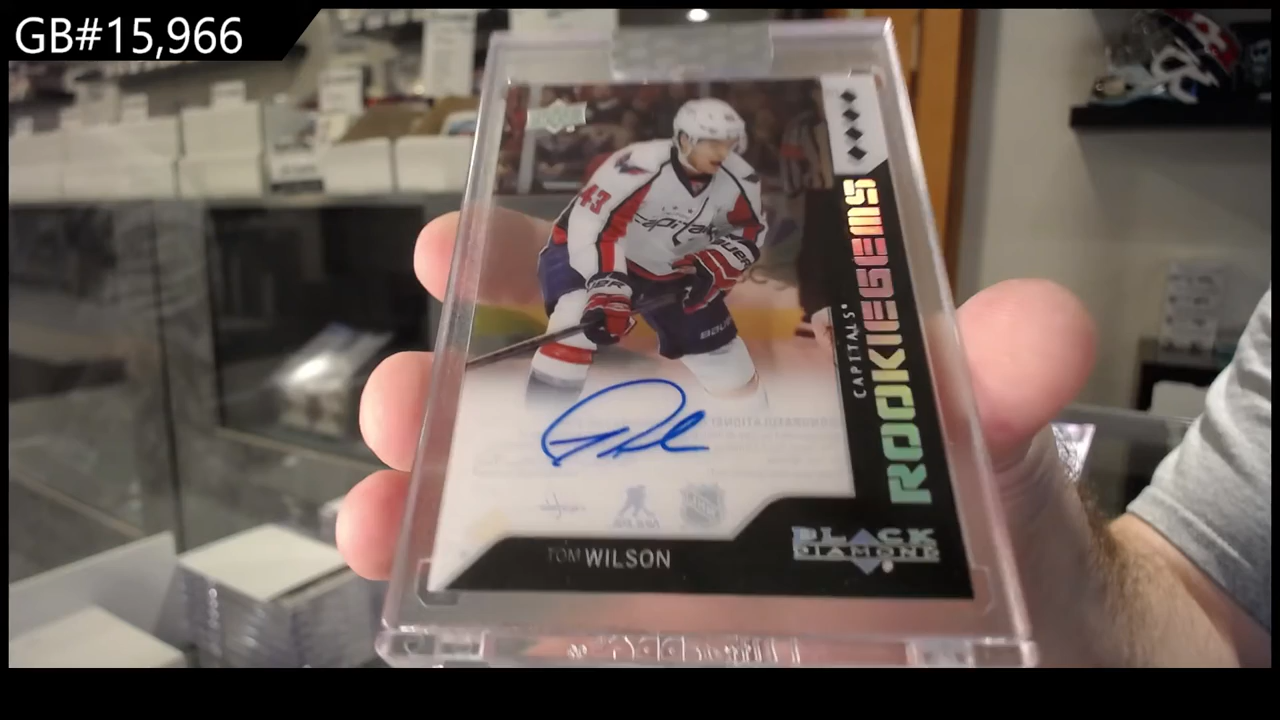 GB#15,966
43
Capitals
BAUER
CAPITALS®
ROOKIE GEMS
BLACK
DIAMOND
TOM WILSON